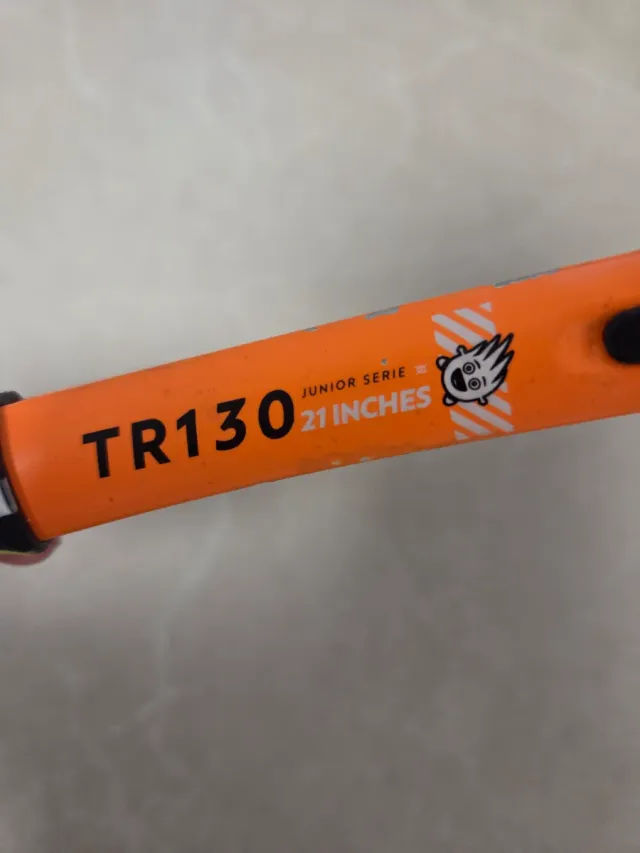 TR130
JUNIOR SERIE
21 INCHES